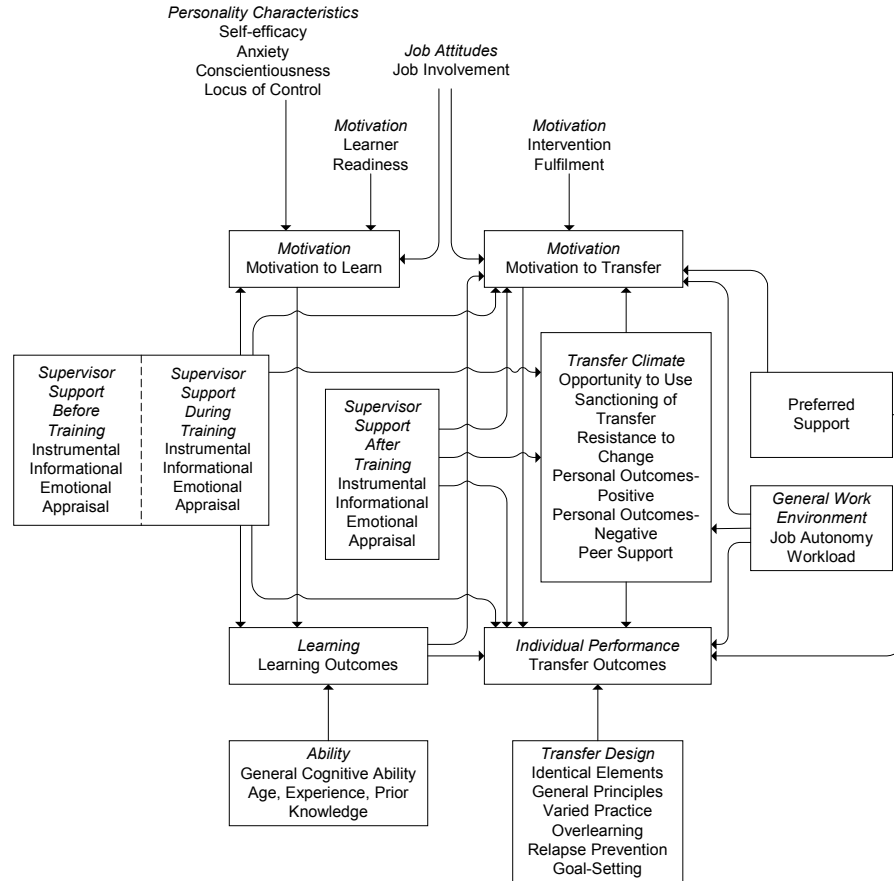 Personality Characteristics
Self-efficacy
Anxiety
Conscientiousness
Locus of Control
Job Attitudes
Job Involvement
Motivation
Learner
Readiness
Motivation
Intervention
Fulfilment
Motivation
Motivation to Learn
Motivation
Motivation to Transfer
Supervisor
Support
Before
Training
Instrumental
Informational
Emotional
Appraisal
Supervisor
Support
During
Training
Instrumental
Informational
Emotional
Appraisal
Supervisor
Support
After
Training
Instrumental
Informational
Emotional
Appraisal
Transfer Climate
Opportunity to Use
Sanctioning of
Transfer
Resistance to
Change
Personal Outcomes-
Positive
Personal Outcomes-
Negative
Peer Support
Preferred
Support
General Work
Environment
Job Autonomy
Workload
Learning
Learning Outcomes
Individual Performance
Transfer Outcomes
Ability
General Cognitive Ability
Age, Experience, Prior
Knowledge
Transfer Design
Identical Elements
General Principles
Varied Practice
Overlearning
Relapse Prevention
Goal-Setting